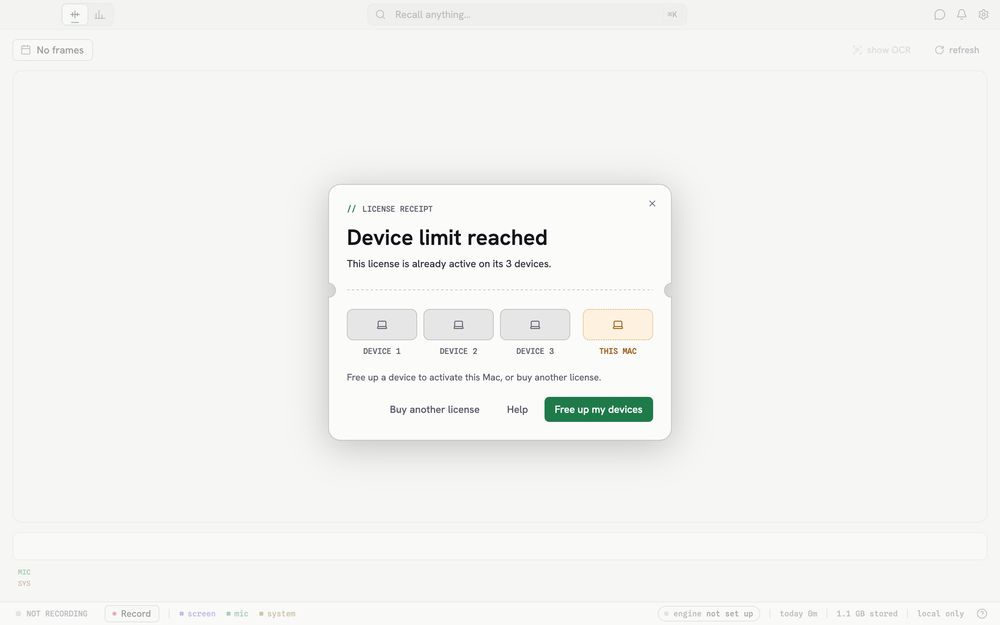 Recall anything...
⌘K
No frames
show OCR
refresh
// LICENSE RECEIPT
Device limit reached
This license is already active on its 3 devices.
DEVICE 1
DEVICE 2
DEVICE 3
THIS MAC
Free up a device to activate this Mac, or buy another license.
Buy another license
Help
Free up my devices
MIC
SYS
NOT RECORDING
Record
screen
mic
system
engine not set up
today 0m
1.1 GB stored
local only